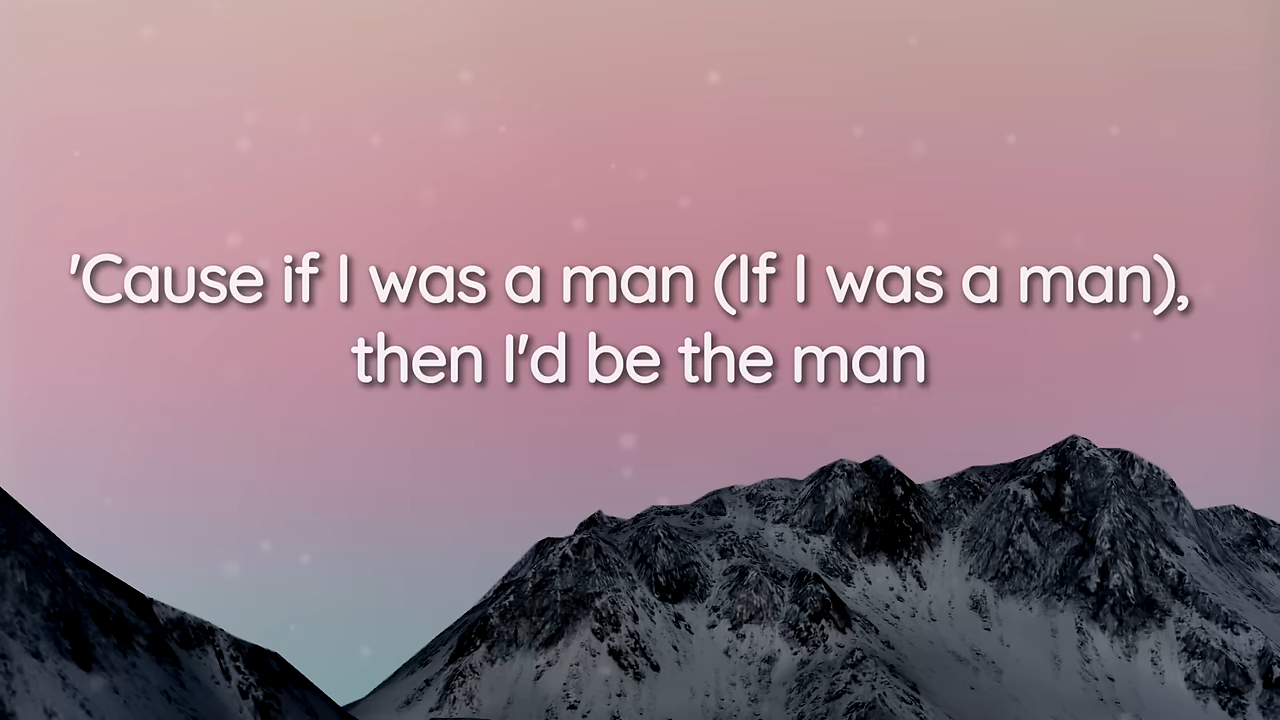 'Cause if I was a man (If I was a man),
then I'd be the man